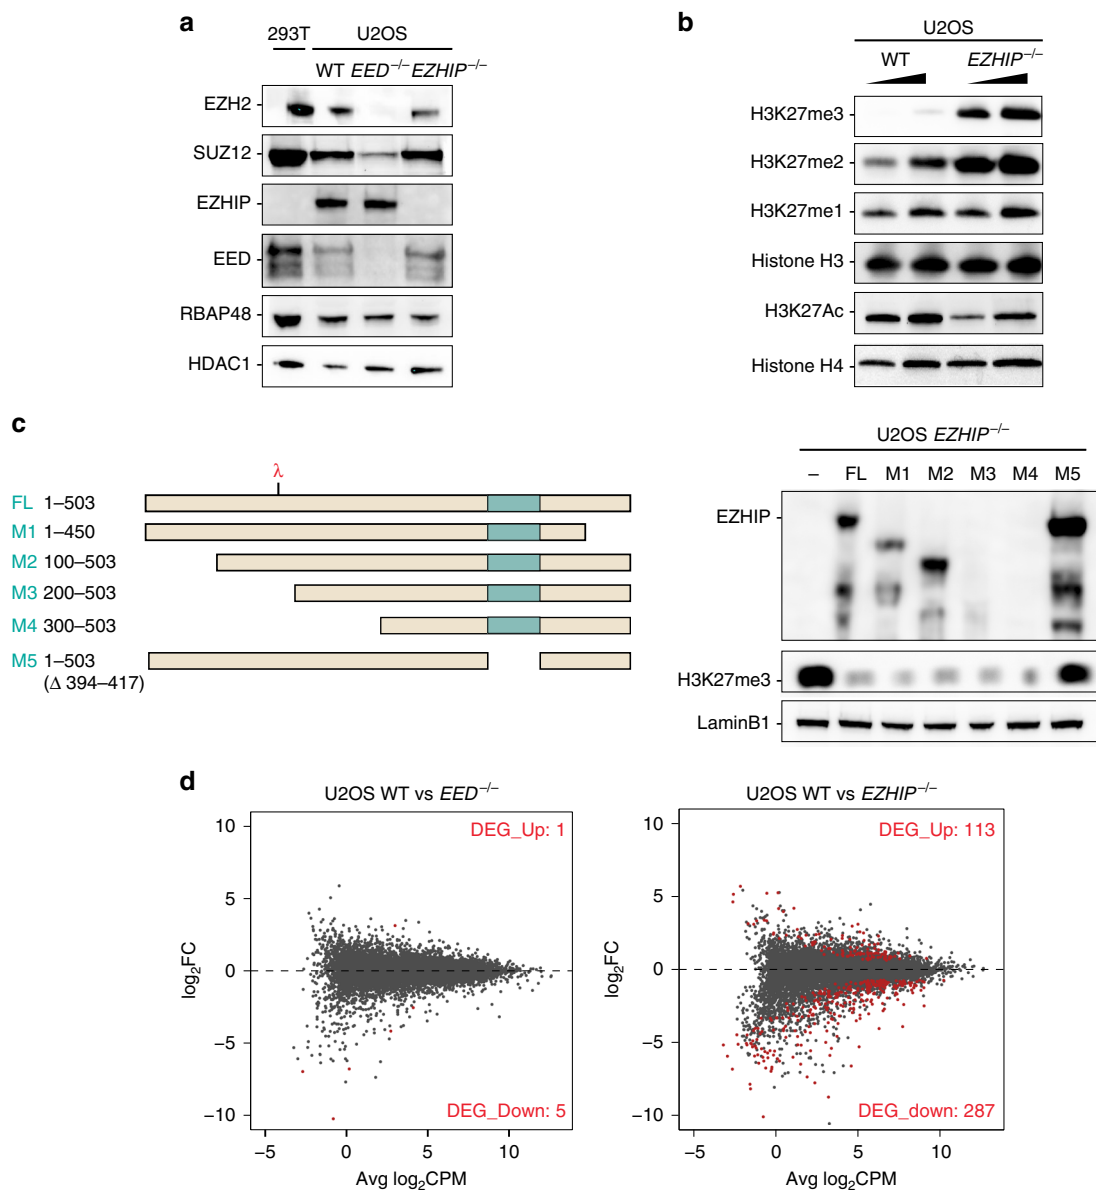 a
293T U2OS
WT EED–/– EZHIP–/–
EZH2
SUZ12
EZHIP
EED
RBAP48
HDAC1
b
U2OS
WT EZHIP–/–
H3K27me3
H3K27me2
H3K27me1
Histone H3
H3K27Ac
Histone H4
c
λ
FL 1–503
M1 1–450
M2 100–503
M3 200–503
M4 300–503
M5 1–503
(Δ 394–417)
U2OS EZHIP–/–
– FL M1 M2 M3 M4 M5
EZHIP
H3K27me3
LaminB1
d
U2OS WT vs EED–/–
DEG_Up: 1
10
5
0
−5
−10
log2FC
DEG_Down: 5
−5 0 5 10
Avg log2CPM
U2OS WT vs EZHIP–/–
DEG_Up: 113
10
5
0
−5
−10
log2FC
DEG_down: 287
−5 0 5 10
Avg log2CPM